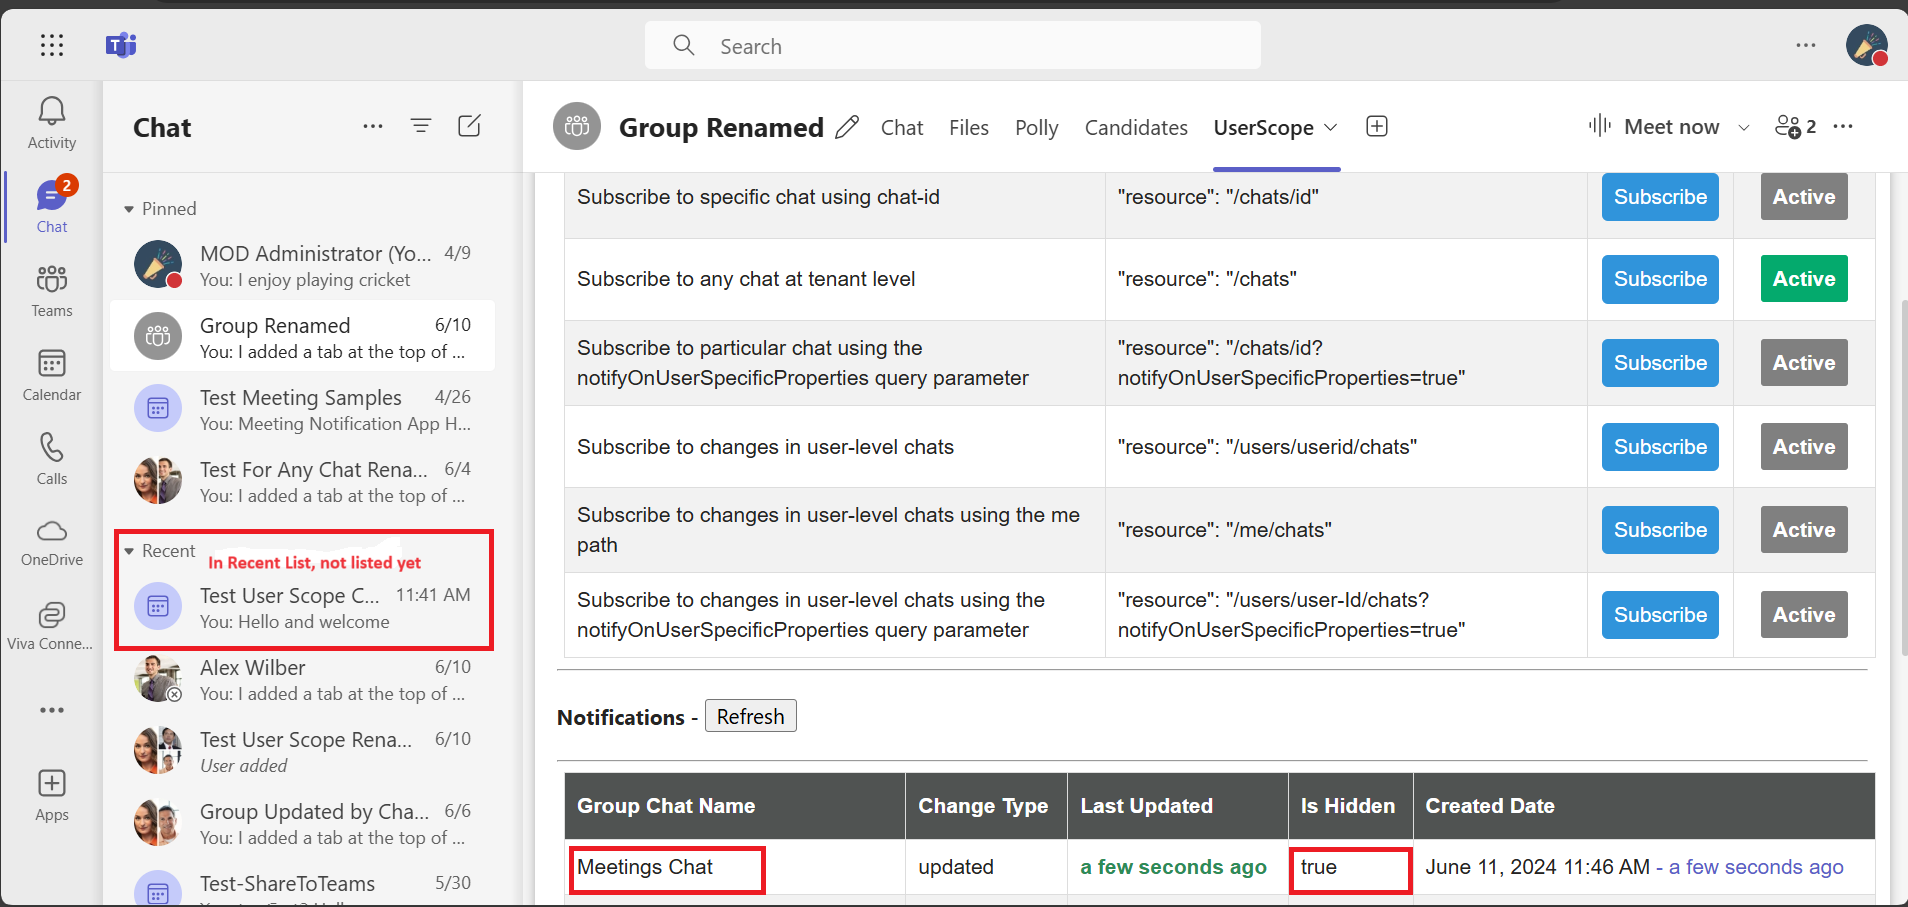 Search
Activity
2
Chat
Teams
Calendar
Calls
OneDrive
Viva Conne...
Apps
Chat
Pinned
MOD Administrator (Yo... 4/9
You: I enjoy playing cricket
Group Renamed 6/10
You: I added a tab at the top of ...
Test Meeting Samples 4/26
You: Meeting Notification App H...
Test For Any Chat Rena... 6/4
You: I added a tab at the top of ...
Recent
In Recent List, not listed yet
Test User Scope C... 11:41 AM
You: Hello and welcome
Alex Wilber 6/10
You: I added a tab at the top of ...
Test User Scope Rena... 6/10
User added
Group Updated by Cha... 6/6
You: I added a tab at the top of ...
Test-ShareToTeams 5/30
Group Renamed Chat Files Polly Candidates UserScope Meet now 2
Subscribe to specific chat using chat-id "resource": "/chats/id" Subscribe Active
Subscribe to any chat at tenant level "resource": "/chats" Subscribe Active
Subscribe to particular chat using the
notifyOnUserSpecificProperties query parameter
"resource": "/chats/id?
notifyOnUserSpecificProperties=true"
Subscribe Active
Subscribe to changes in user-level chats "resource": "/users/userid/chats" Subscribe Active
Subscribe to changes in user-level chats using the me
path
"resource": "/me/chats" Subscribe Active
Subscribe to changes in user-level chats using the
notifyOnUserSpecificProperties query parameter
"resource": "/users/user-Id/chats?
notifyOnUserSpecificProperties=true"
Subscribe Active
Notifications - Refresh
Group Chat Name Change Type Last Updated Is Hidden Created Date
Meetings Chat updated a few seconds ago true June 11, 2024 11:46 AM - a few seconds ago